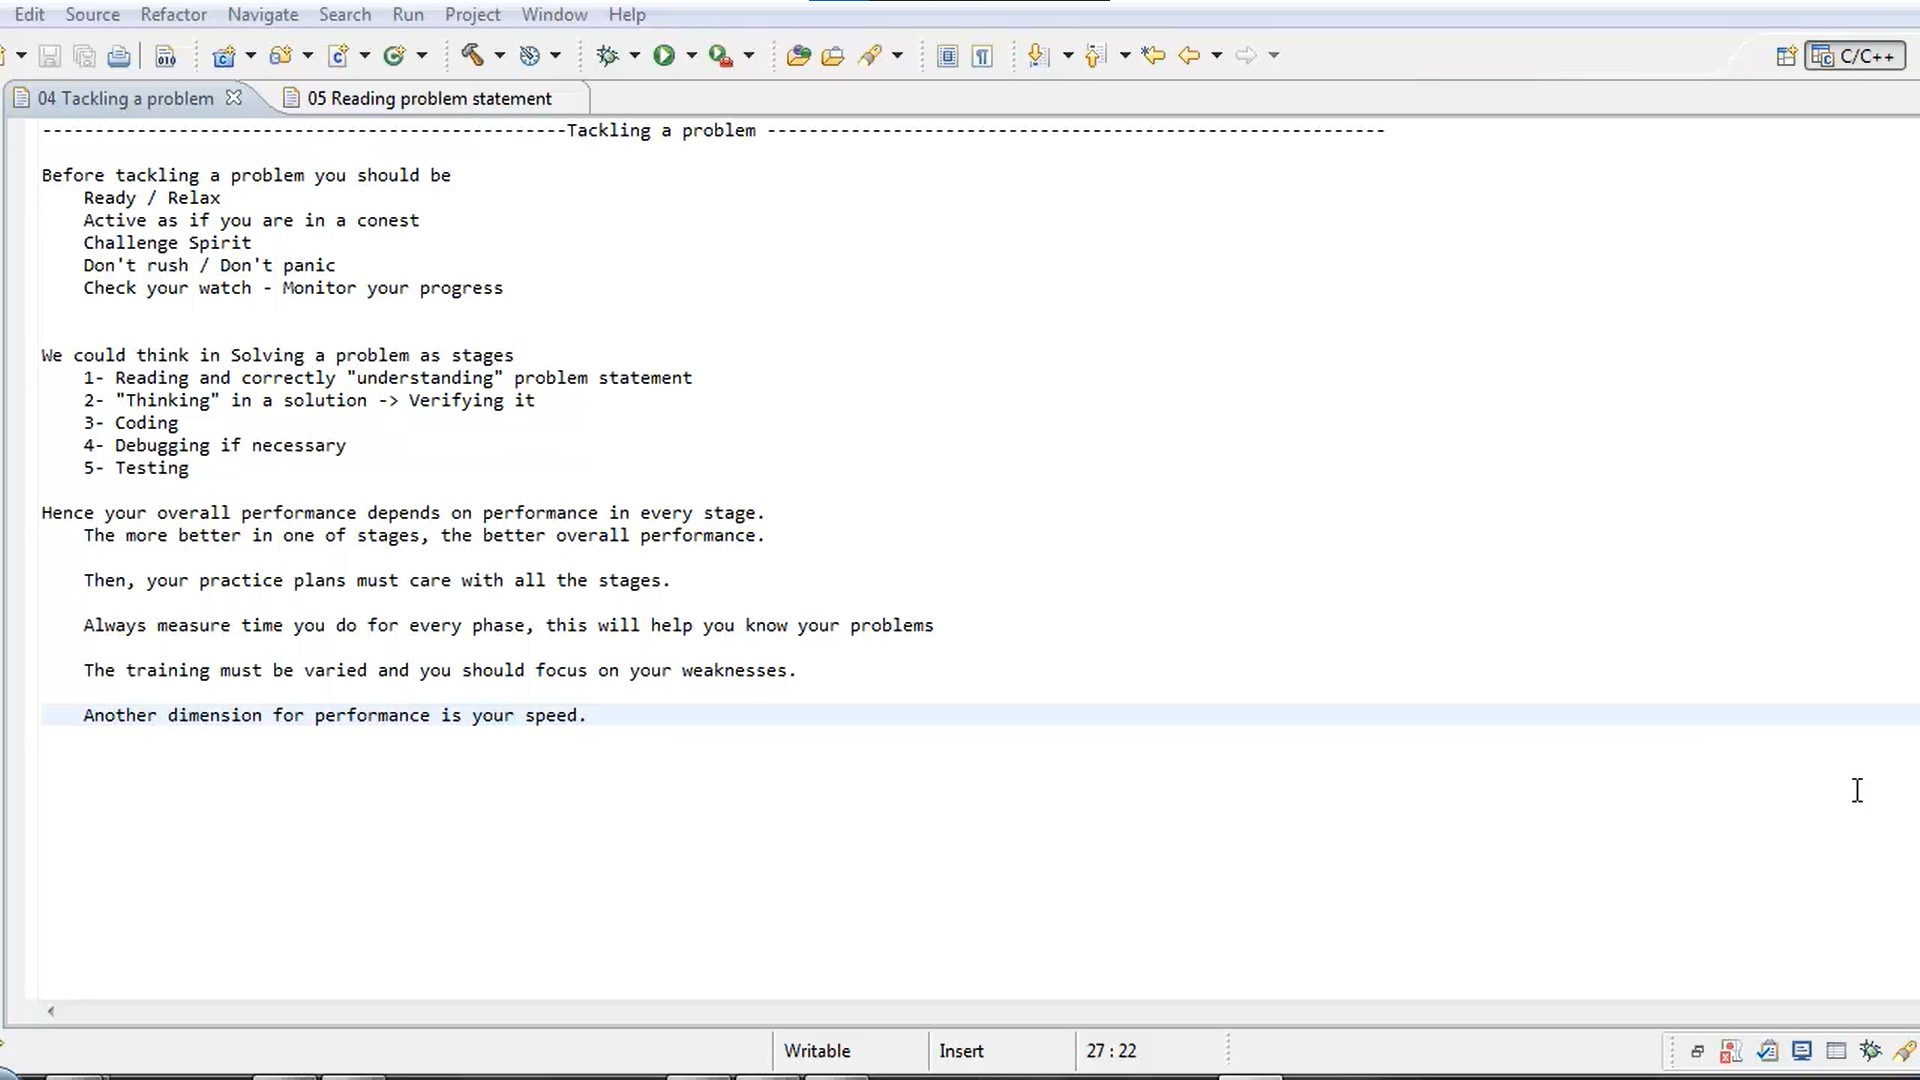 Edit Source Refactor Navigate Search Run Project Window Help
C/C++
04 Tackling a problem 05 Reading problem statement
--------------------------------------------------Tackling a problem -----------------------------------------------------------
Before tackling a problem you should be
Ready / Relax
Active as if you are in a conest
Challenge Spirit
Don't rush / Don't panic
Check your watch - Monitor your progress
We could think in Solving a problem as stages
1- Reading and correctly "understanding" problem statement
2- "Thinking" in a solution -> Verifying it
3- Coding
4- Debugging if necessary
5- Testing
Hence your overall performance depends on performance in every stage.
The more better in one of stages, the better overall performance.
Then, your practice plans must care with all the stages.
Always measure time you do for every phase, this will help you know your problems
The training must be varied and you should focus on your weaknesses.
Another dimension for performance is your speed.
Writable Insert 27 : 22